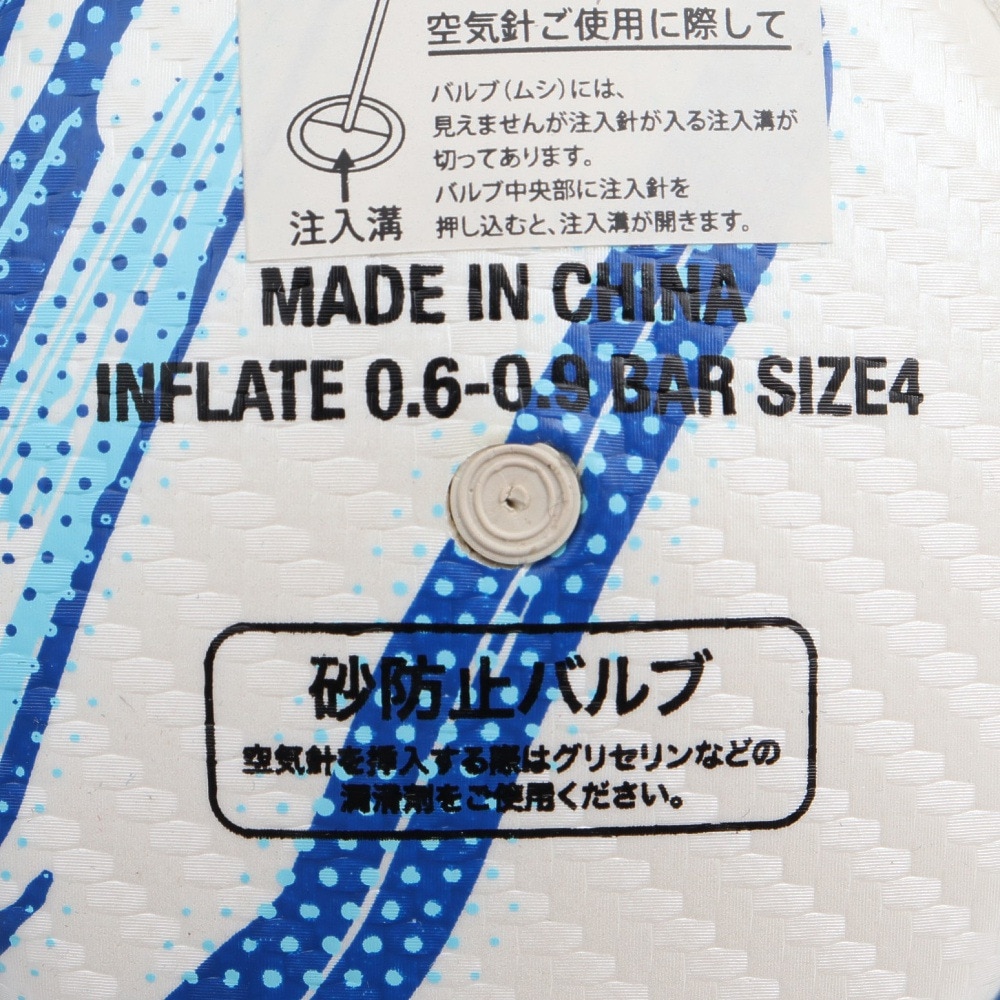 空気針ご使用に際して
バルブ(ムシ)には、
見えませんが注入針が入る注入溝が
切ってあります。
バルブ中央部に注入針を
押し込むと、注入溝が開きます。
注入溝
MADE IN CHINA
INFLATE 0.6-0.9 BAR SIZE4
砂防止バルブ
空気針を挿入する際はグリセリンなどの
潤滑剤をご使用ください。